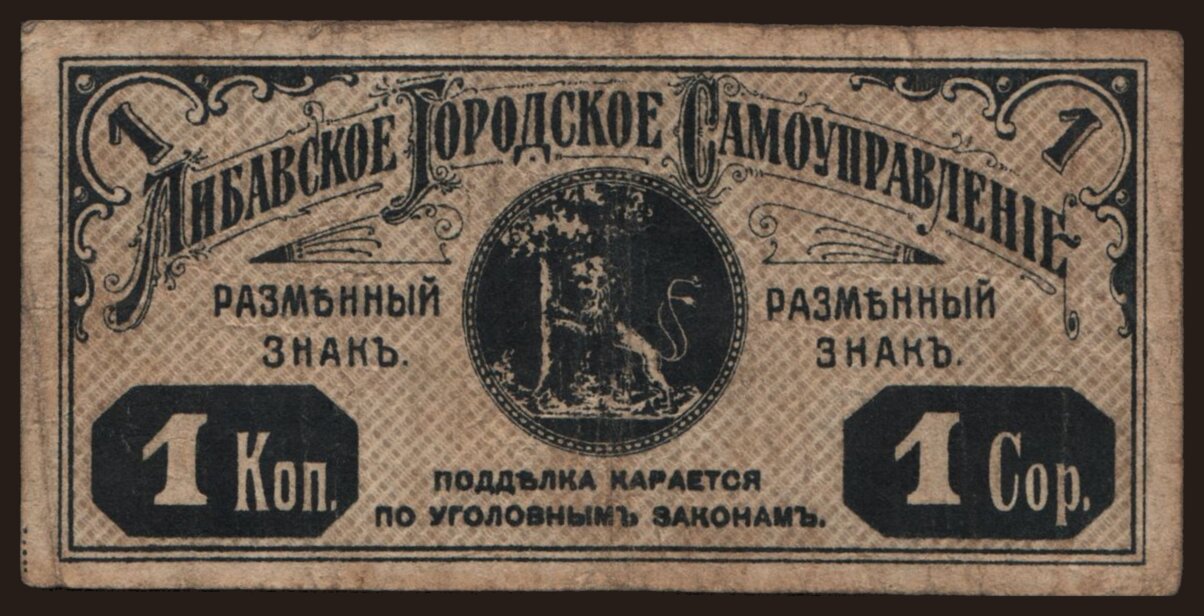 1 1
Либавское Городское Самоуправленіе
РАЗМѢННЫЙ ЗНАКЪ.
РАЗМѢННЫЙ ЗНАКЪ.
1 Коп.
ПОДДѢЛКА КАРАЕТСЯ
ПО УГОЛОВНЫМЪ ЗАКОНАМЪ.
1 Cop.